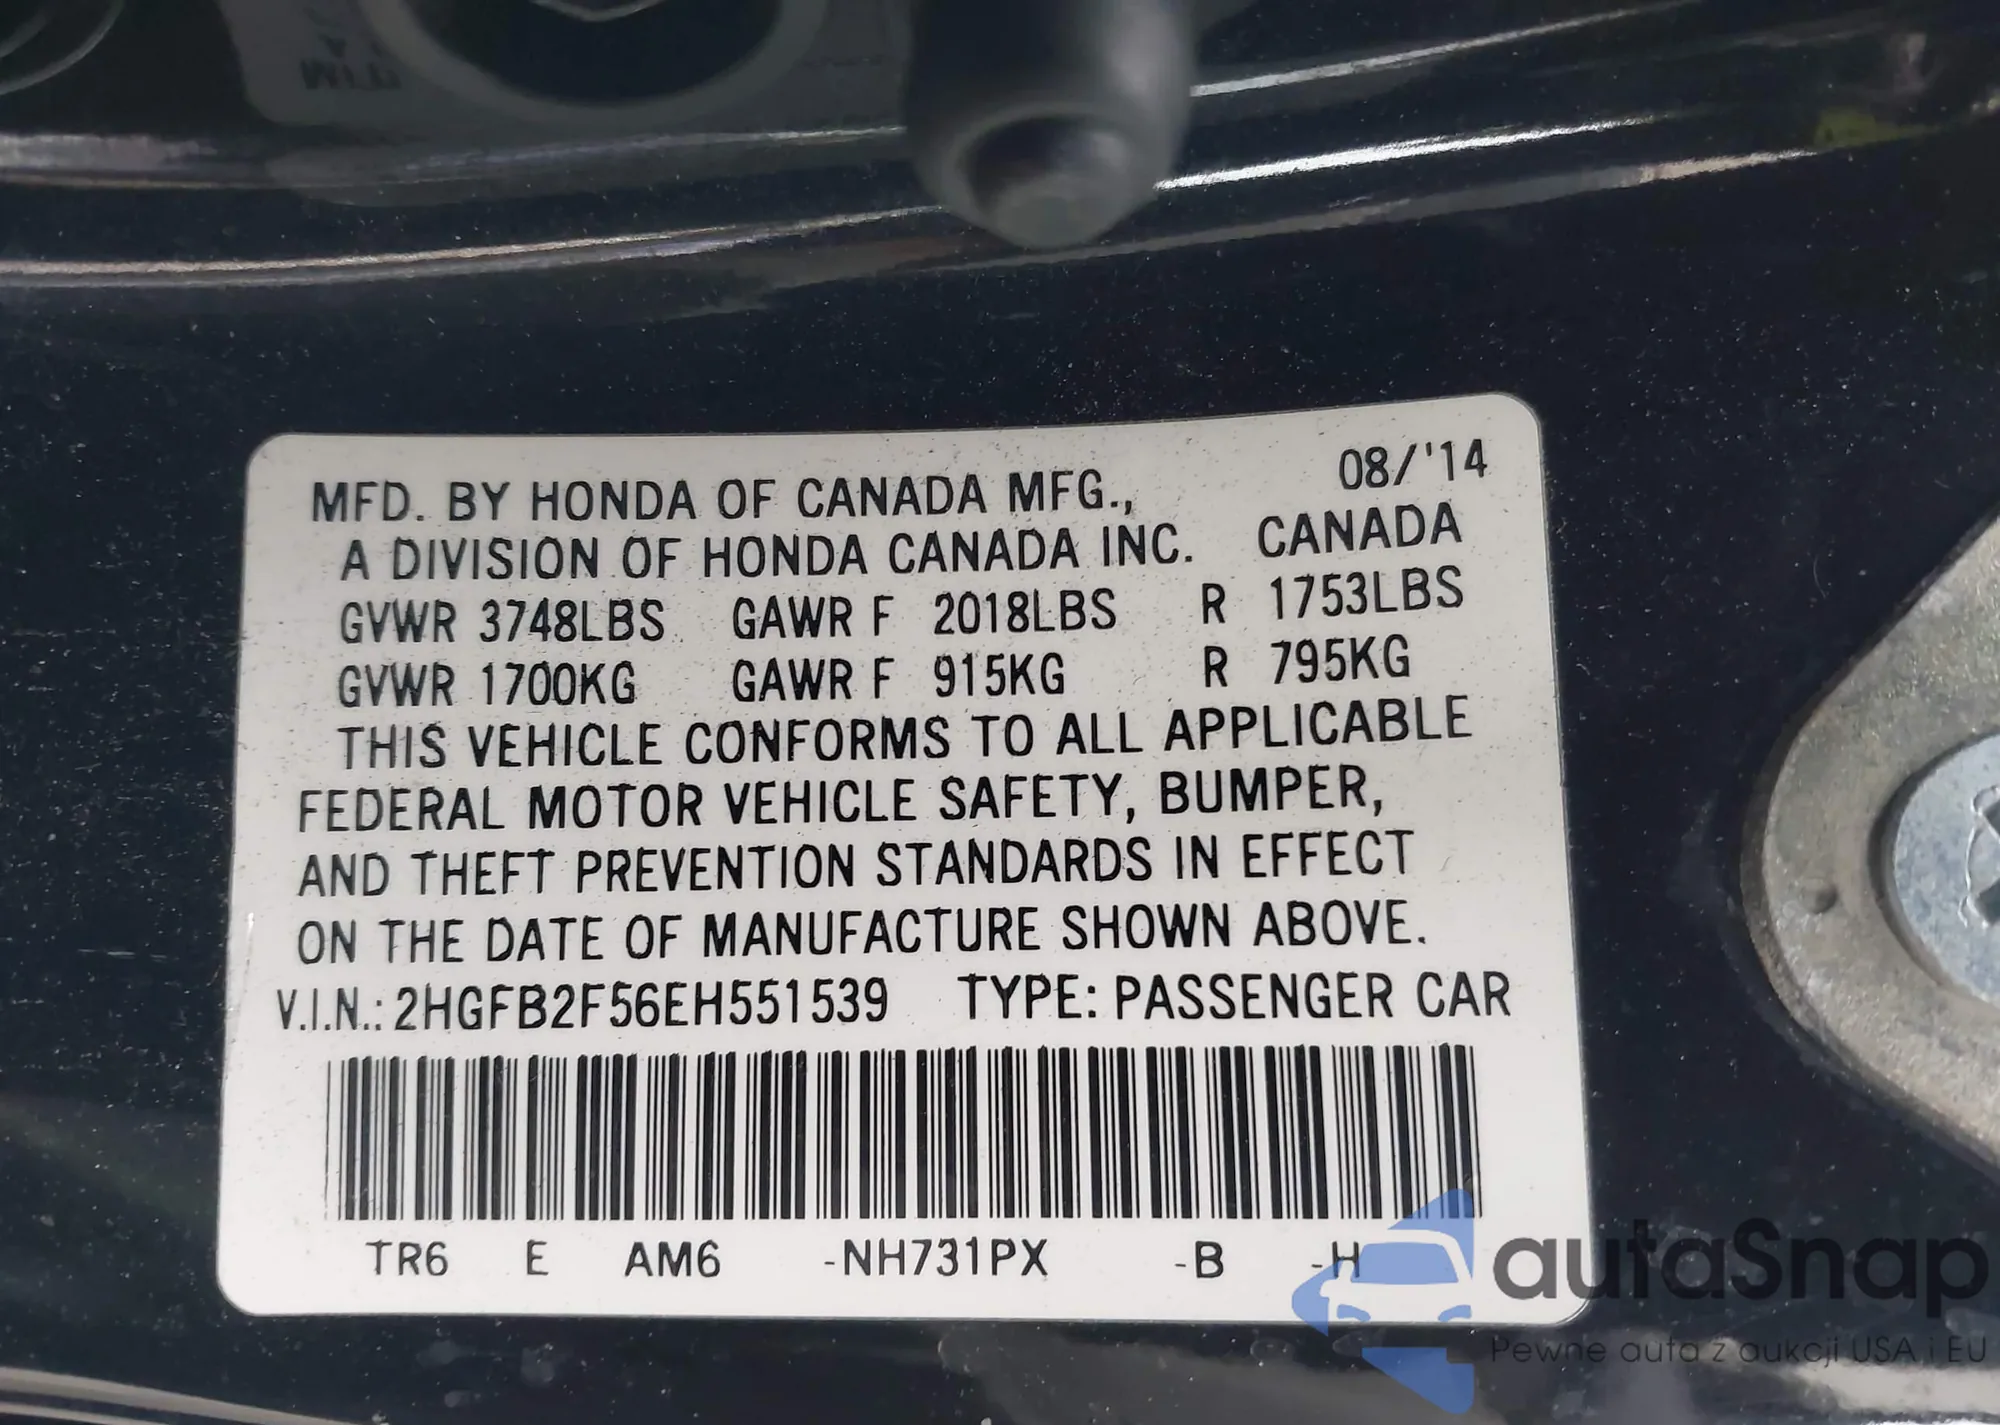 MFD. BY HONDA OF CANADA MFG., 08/'14
A DIVISION OF HONDA CANADA INC. CANADA
GVWR 3748LBS GAWR F 2018LBS R 1753LBS
GVWR 1700KG GAWR F 915KG R 795KG
THIS VEHICLE CONFORMS TO ALL APPLICABLE
FEDERAL MOTOR VEHICLE SAFETY, BUMPER,
AND THEFT PREVENTION STANDARDS IN EFFECT
ON THE DATE OF MANUFACTURE SHOWN ABOVE.
V.I.N.: 2HGFB2F56EH551539 TYPE: PASSENGER CAR
TR6 E AM6 -NH731PX -B -H
autaSnap
Pewne auta z aukcji USA i EU